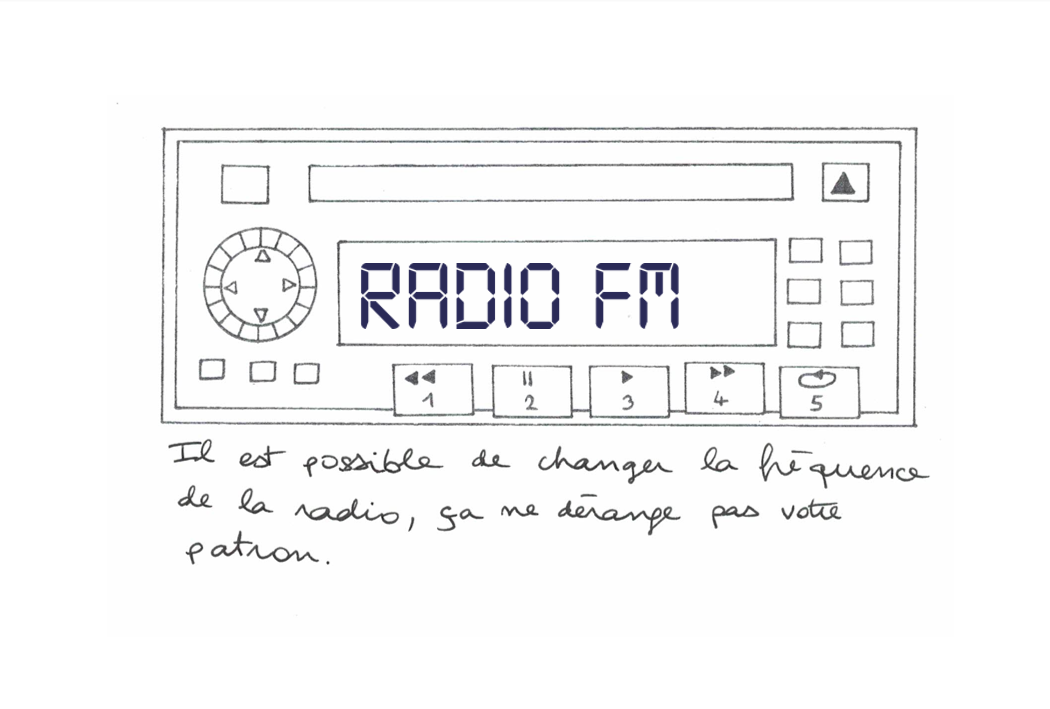 RADIO FM
1 2 3 4 5
Il est possible de changer la fréquence
de la radio, ça ne dérange pas votre
patron.